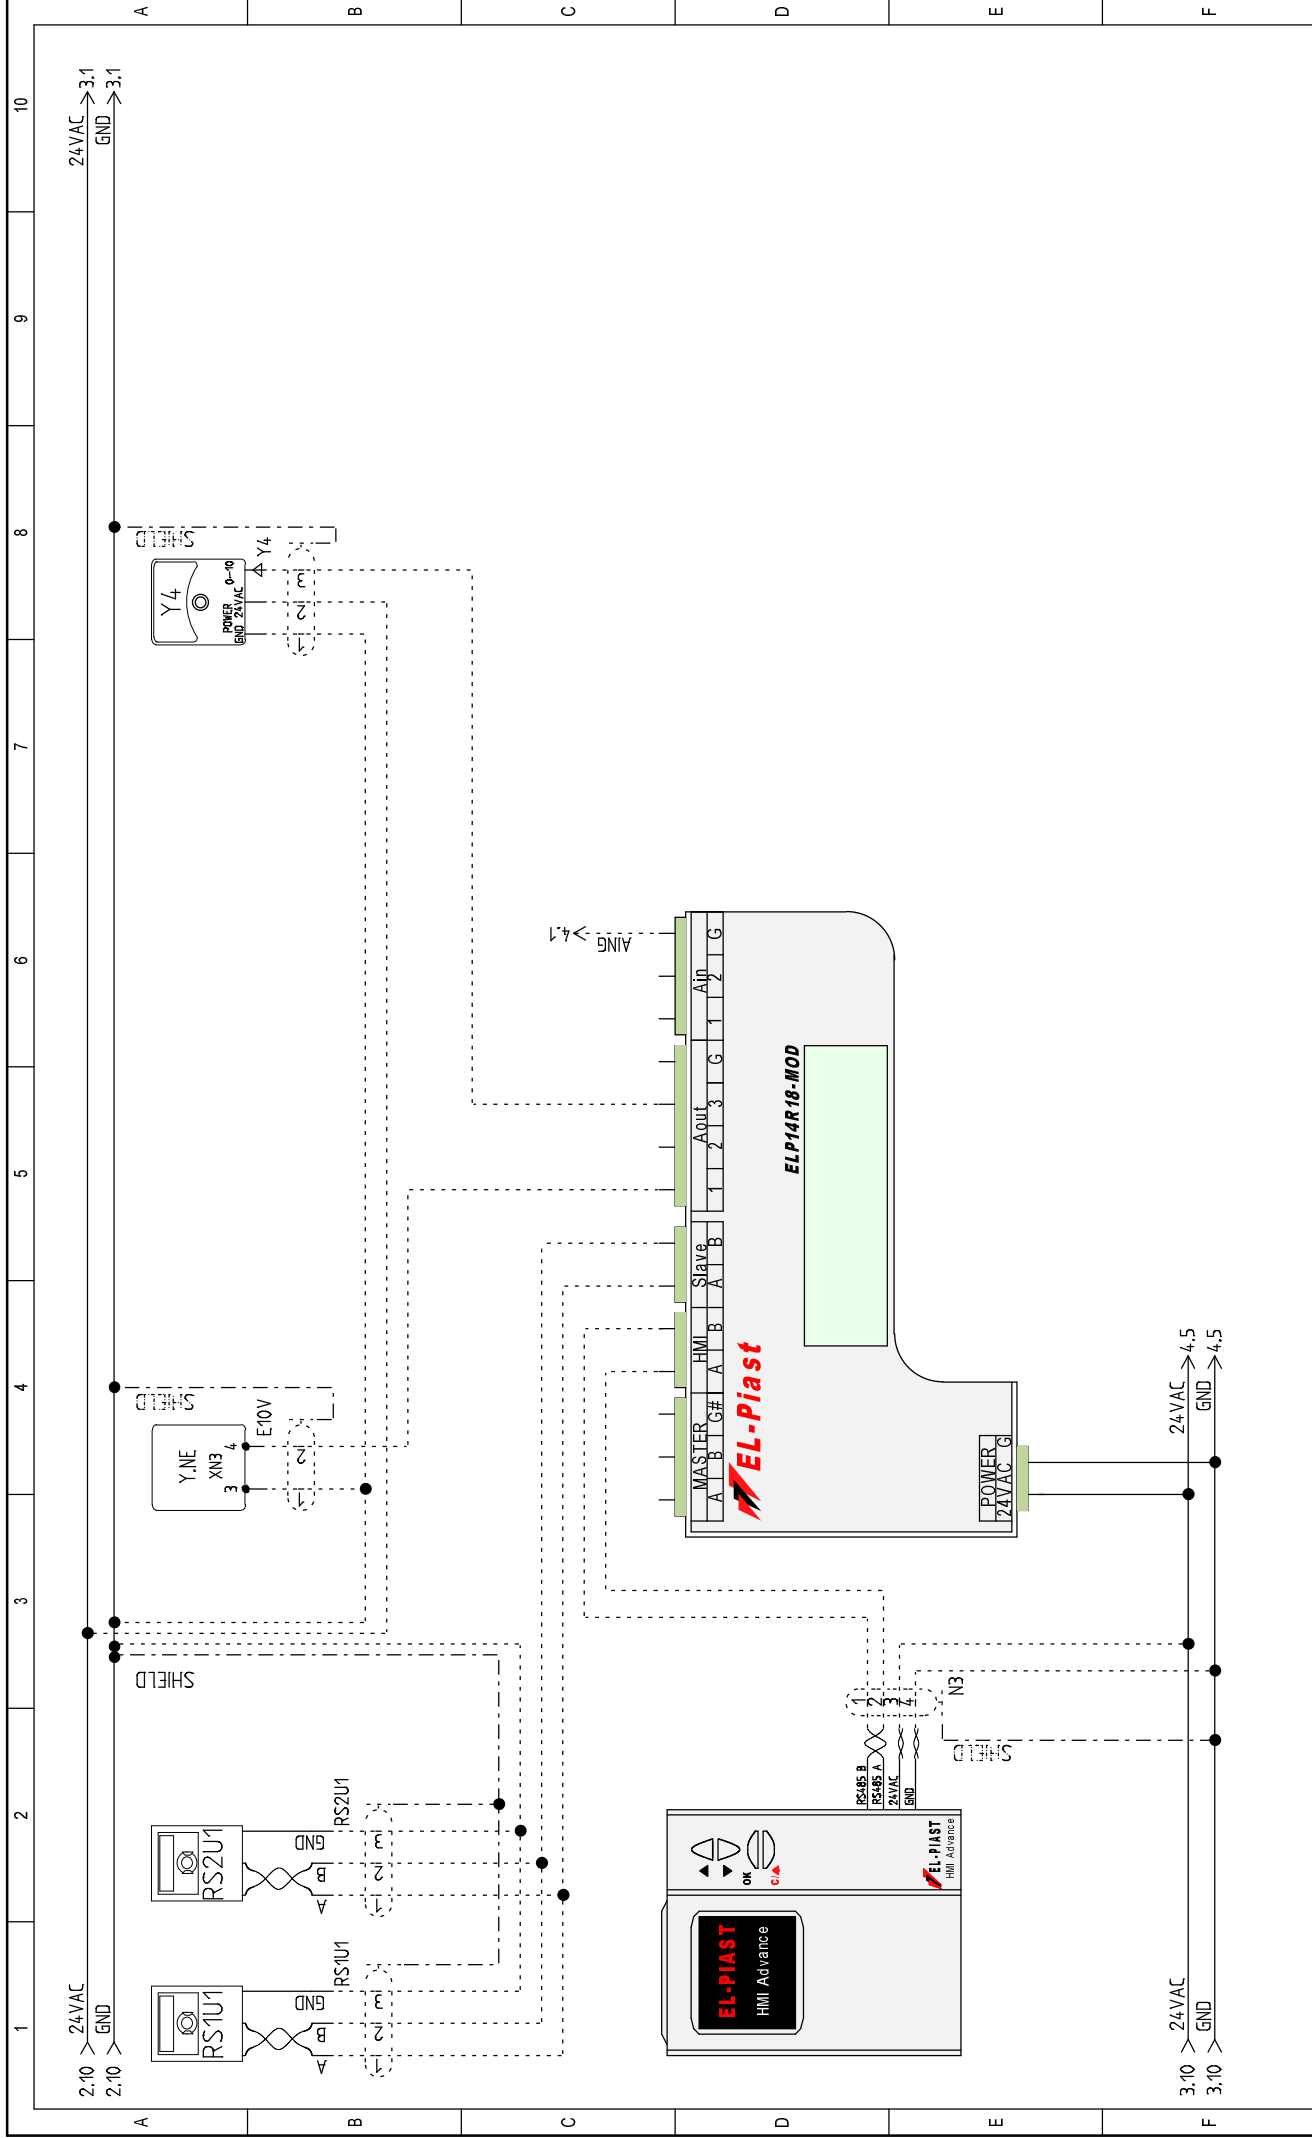 1 2 3 4 5 6 7 8 9 10
A
B
C
D
E
F
A
B
C
D
E
F
2.10 24VAC
2.10 GND
24VAC 3.1
GND 3.1
RS1U1
A B GND
1 2 3
RS1U1
RS2U1
A B GND
1 2 3
RS2U1
SHIELD
Y.NE
XN3
3 4
E10V
1 2
SHIELD
Y4
POWER
GND 24VAC 0-10
Y4
1 2 3
SHIELD
AING
4.1
MASTER HMI Slave Aout Ain
A B G# A B A B 1 2 3 G 1 2 G
EL-Piast
ELP14R18-MOD
POWER
24VAC G
EL-PIAST
HMI Advance
OK
C/
EL-PIAST
HMI Advance
RS485 B
RS485 A
24VAC
GND
1
2
3
4
N3
SHIELD
3.10 24VAC
3.10 GND
24VAC 4.5
GND 4.5